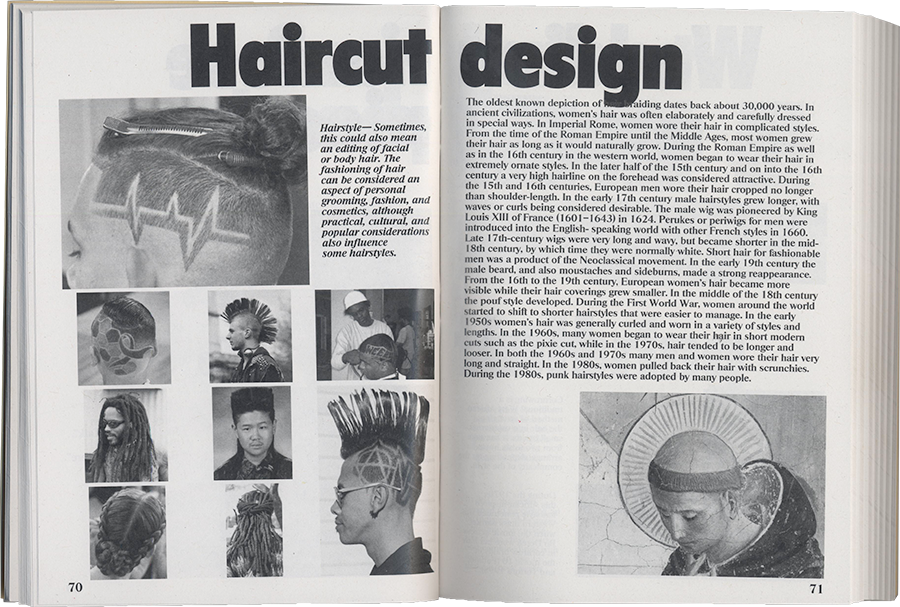 Haircut design
Hairstyle— Sometimes,
this could also mean
an editing of facial
or body hair. The
fashioning of hair
can be considered an
aspect of personal
grooming, fashion, and
cosmetics, although
practical, cultural, and
popular considerations
also influence
some hairstyles.
70
The oldest known depiction of braiding dates back about 30,000 years. In
ancient civilizations, women's hair was often elaborately and carefully dressed
in special ways. In Imperial Rome, women wore their hair in complicated styles.
From the time of the Roman Empire until the Middle Ages, most women grew
their hair as long as it would naturally grow. During the Roman Empire as well
as in the 16th century in the western world, women began to wear their hair in
extremely ornate styles. In the later half of the 15th century and on into the 16th
century a very high hairline on the forehead was considered attractive. During
the 15th and 16th centuries, European men wore their hair cropped no longer
than shoulder-length. In the early 17th century male hairstyles grew longer, with
waves or curls being considered desirable. The male wig was pioneered by King
Louis XIII of France (1601–1643) in 1624. Perukes or periwigs for men were
introduced into the English- speaking world with other French styles in 1660.
Late 17th-century wigs were very long and wavy, but became shorter in the mid-
18th century, by which time they were normally white. Short hair for fashionable
men was a product of the Neoclassical movement. In the early 19th century the
male beard, and also moustaches and sideburns, made a strong reappearance.
From the 16th to the 19th century, European women's hair became more
visible while their hair coverings grew smaller. In the middle of the 18th century
the pouf style developed. During the First World War, women around the world
started to shift to shorter hairstyles that were easier to manage. In the early
1950s women's hair was generally curled and worn in a variety of styles and
lengths. In the 1960s, many women began to wear their hair in short modern
cuts such as the pixie cut, while in the 1970s, hair tended to be longer and
looser. In both the 1960s and 1970s many men and women wore their hair very
long and straight. In the 1980s, women pulled back their hair with scrunchies.
During the 1980s, punk hairstyles were adopted by many people.
71